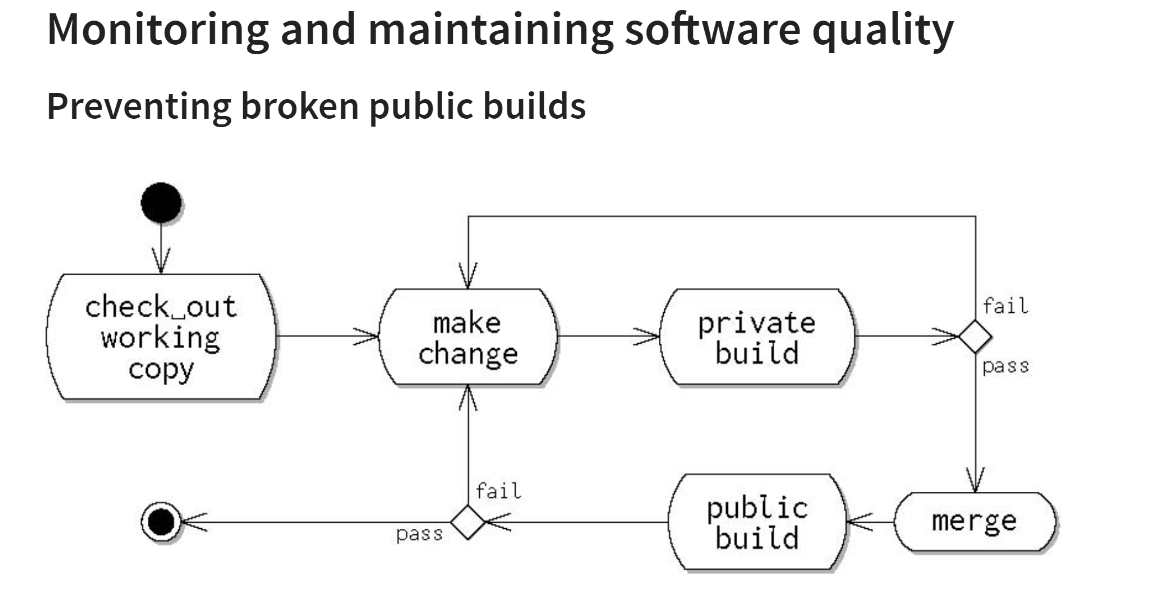 Monitoring and maintaining software quality
Preventing broken public builds
check_out
working
copy
make
change
private
build
fail
pass
fail
pass
public
build
merge